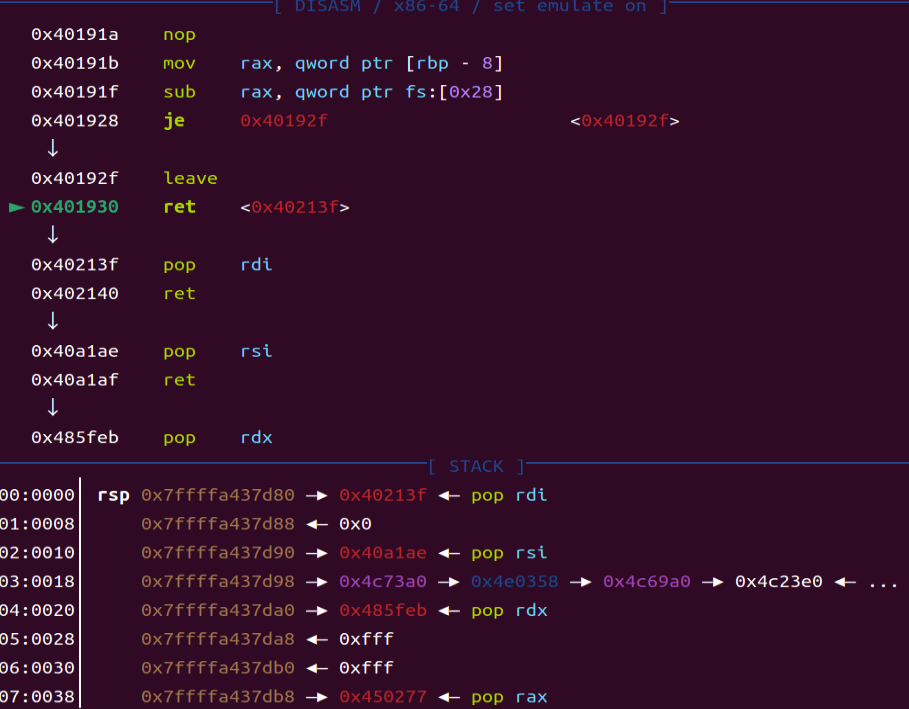 [ DISASM / x86-64 / set emulate on ]
0x40191a nop
0x40191b mov rax, qword ptr [rbp - 8]
0x40191f sub rax, qword ptr fs:[0x28]
0x401928 je 0x40192f <0x40192f>
↓
0x40192f leave
► 0x401930 ret <0x40213f>
↓
0x40213f pop rdi
0x402140 ret
↓
0x40a1ae pop rsi
0x40a1af ret
↓
0x485feb pop rdx
[ STACK ]
00:0000│ rsp 0x7ffffa437d80 —▸ 0x40213f ◂— pop rdi
01:0008│ 0x7ffffa437d88 ◂— 0x0
02:0010│ 0x7ffffa437d90 —▸ 0x40a1ae ◂— pop rsi
03:0018│ 0x7ffffa437d98 —▸ 0x4c73a0 —▸ 0x4e0358 —▸ 0x4c69a0 —▸ 0x4c23e0 ◂— ...
04:0020│ 0x7ffffa437da0 —▸ 0x485feb ◂— pop rdx
05:0028│ 0x7ffffa437da8 ◂— 0xfff
06:0030│ 0x7ffffa437db0 ◂— 0xfff
07:0038│ 0x7ffffa437db8 —▸ 0x450277 ◂— pop rax